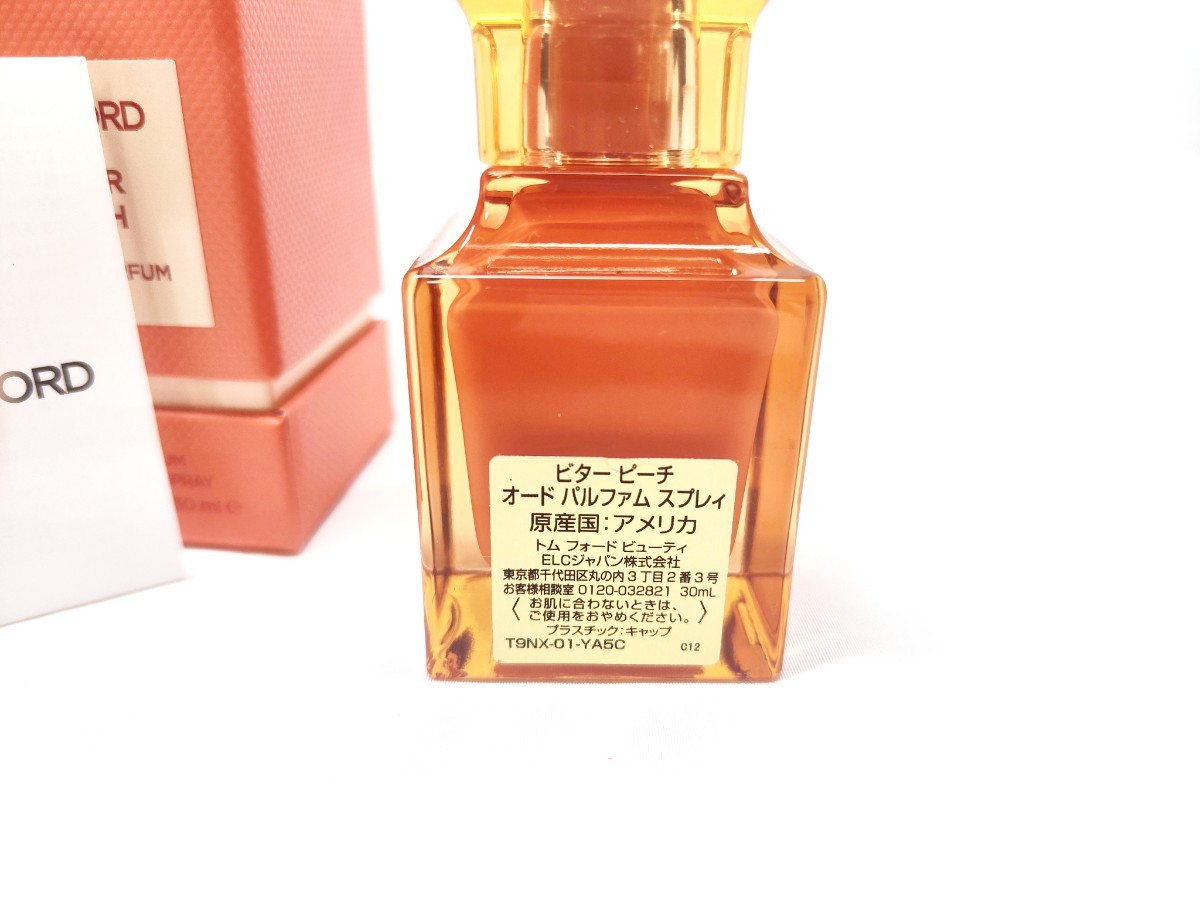 ORD
R
H
RFUM
ORD
UM
PRAY
ビター ピーチ
オード パルファム スプレィ
原産国:アメリカ
トム フォード ビューティ
ELCジャパン株式会社
東京都千代田区丸の内3丁目2番3号
お客様相談室 0120-032821 30mL
〈 お肌に合わないときは、
ご使用をおやめください。 〉
プラスチック:キャップ
T9NX-01-YA5C C12